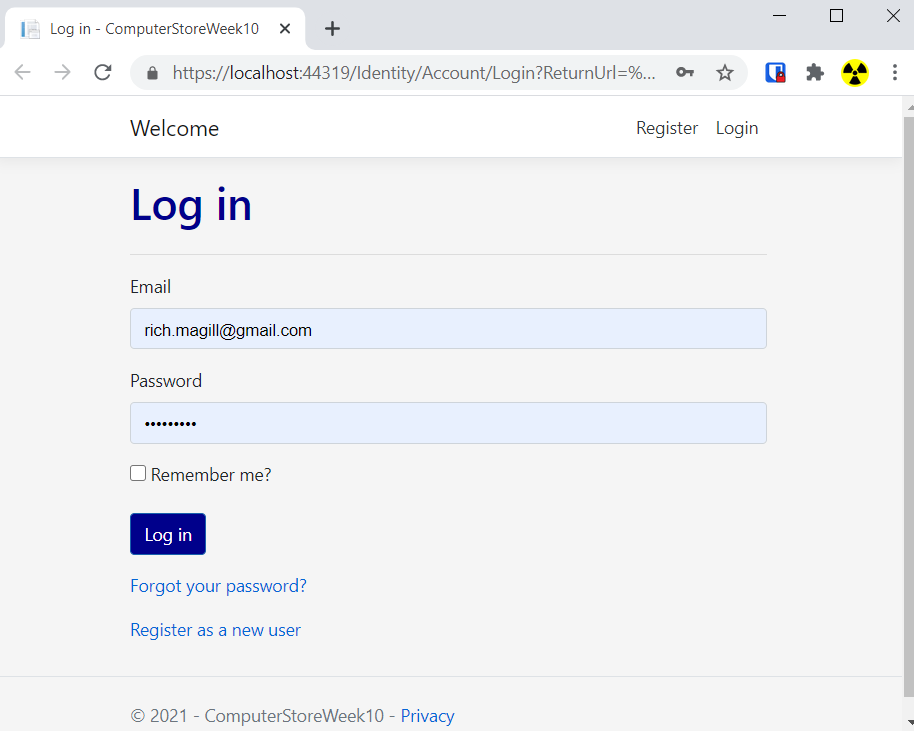 Log in - ComputerStoreWeek10
https://localhost:44319/Identity/Account/Login?ReturnUrl=%...
Welcome Register Login
Log in
Email
rich.magill@gmail.com
Password
•••••••••
Remember me?
Log in
Forgot your password?
Register as a new user
© 2021 - ComputerStoreWeek10 - Privacy